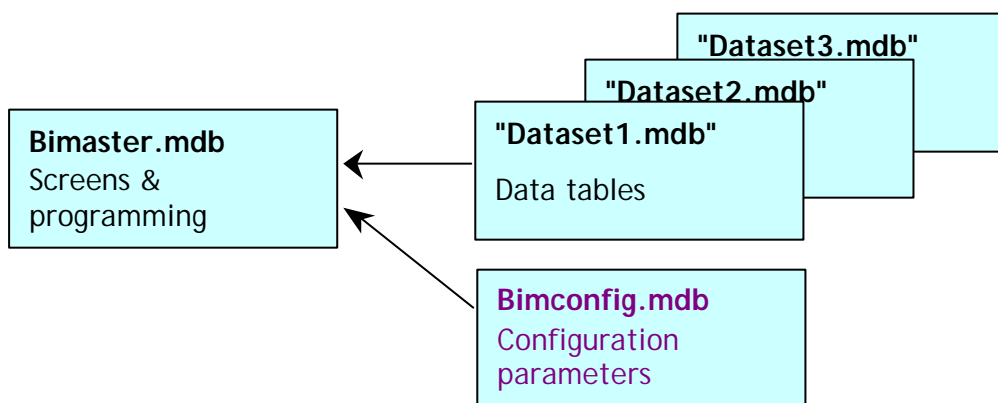 "Dataset3.mdb"
"Dataset2.mdb"
"Dataset1.mdb"
Data tables
Bimaster.mdb
Screens &
programming
Bimconfig.mdb
Configuration
parameters